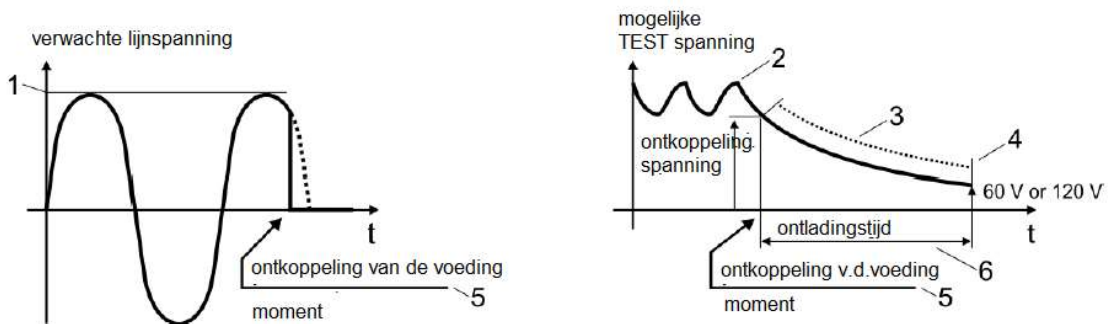 verwachte lijnspanning
1
t
ontkoppeling van de voeding
5
moment
mogelijke
TEST spanning
2
3
4
ontkoppeling
spanning
60 V or 120 V
ontladingstijd
t
6
ontkoppeling v.d.voeding
5
moment